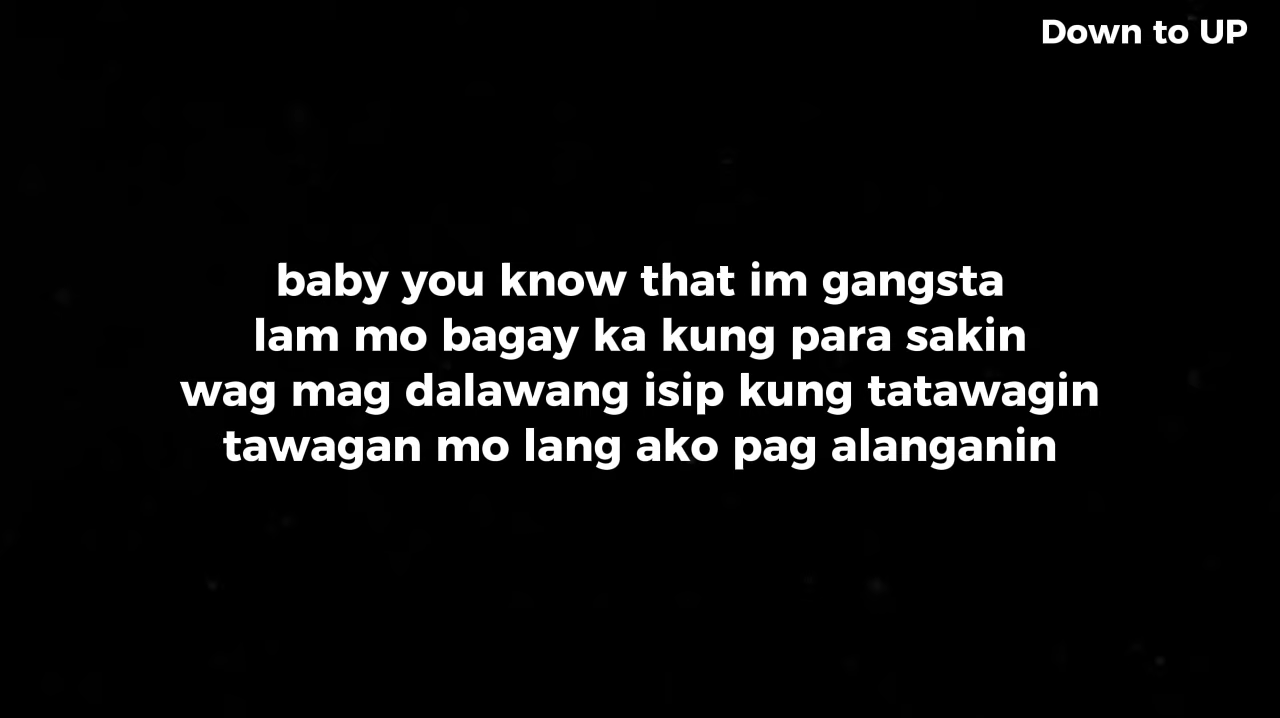 Down to UP
baby you know that im gangsta
lam mo bagay ka kung para sakin
wag mag dalawang isip kung tatawagin
tawagan mo lang ako pag alanganin